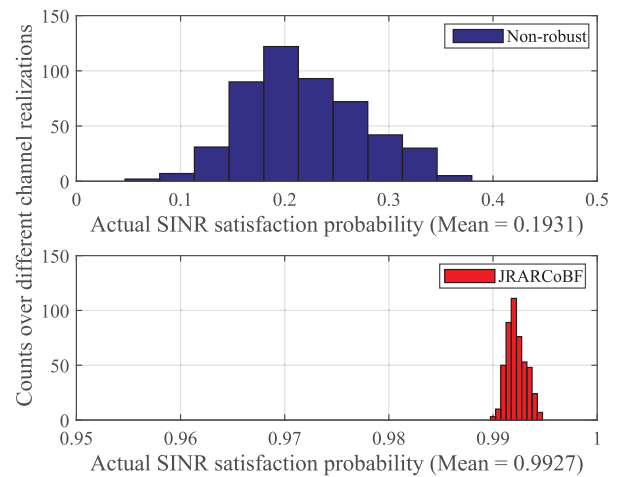 Counts over different channel realizations
150
100
50
0
Non-robust
0 0.1 0.2 0.3 0.4 0.5
Actual SINR satisfaction probability (Mean = 0.1931)
150
100
50
0
JRARCoBF
0.95 0.96 0.97 0.98 0.99 1
Actual SINR satisfaction probability (Mean = 0.9927)